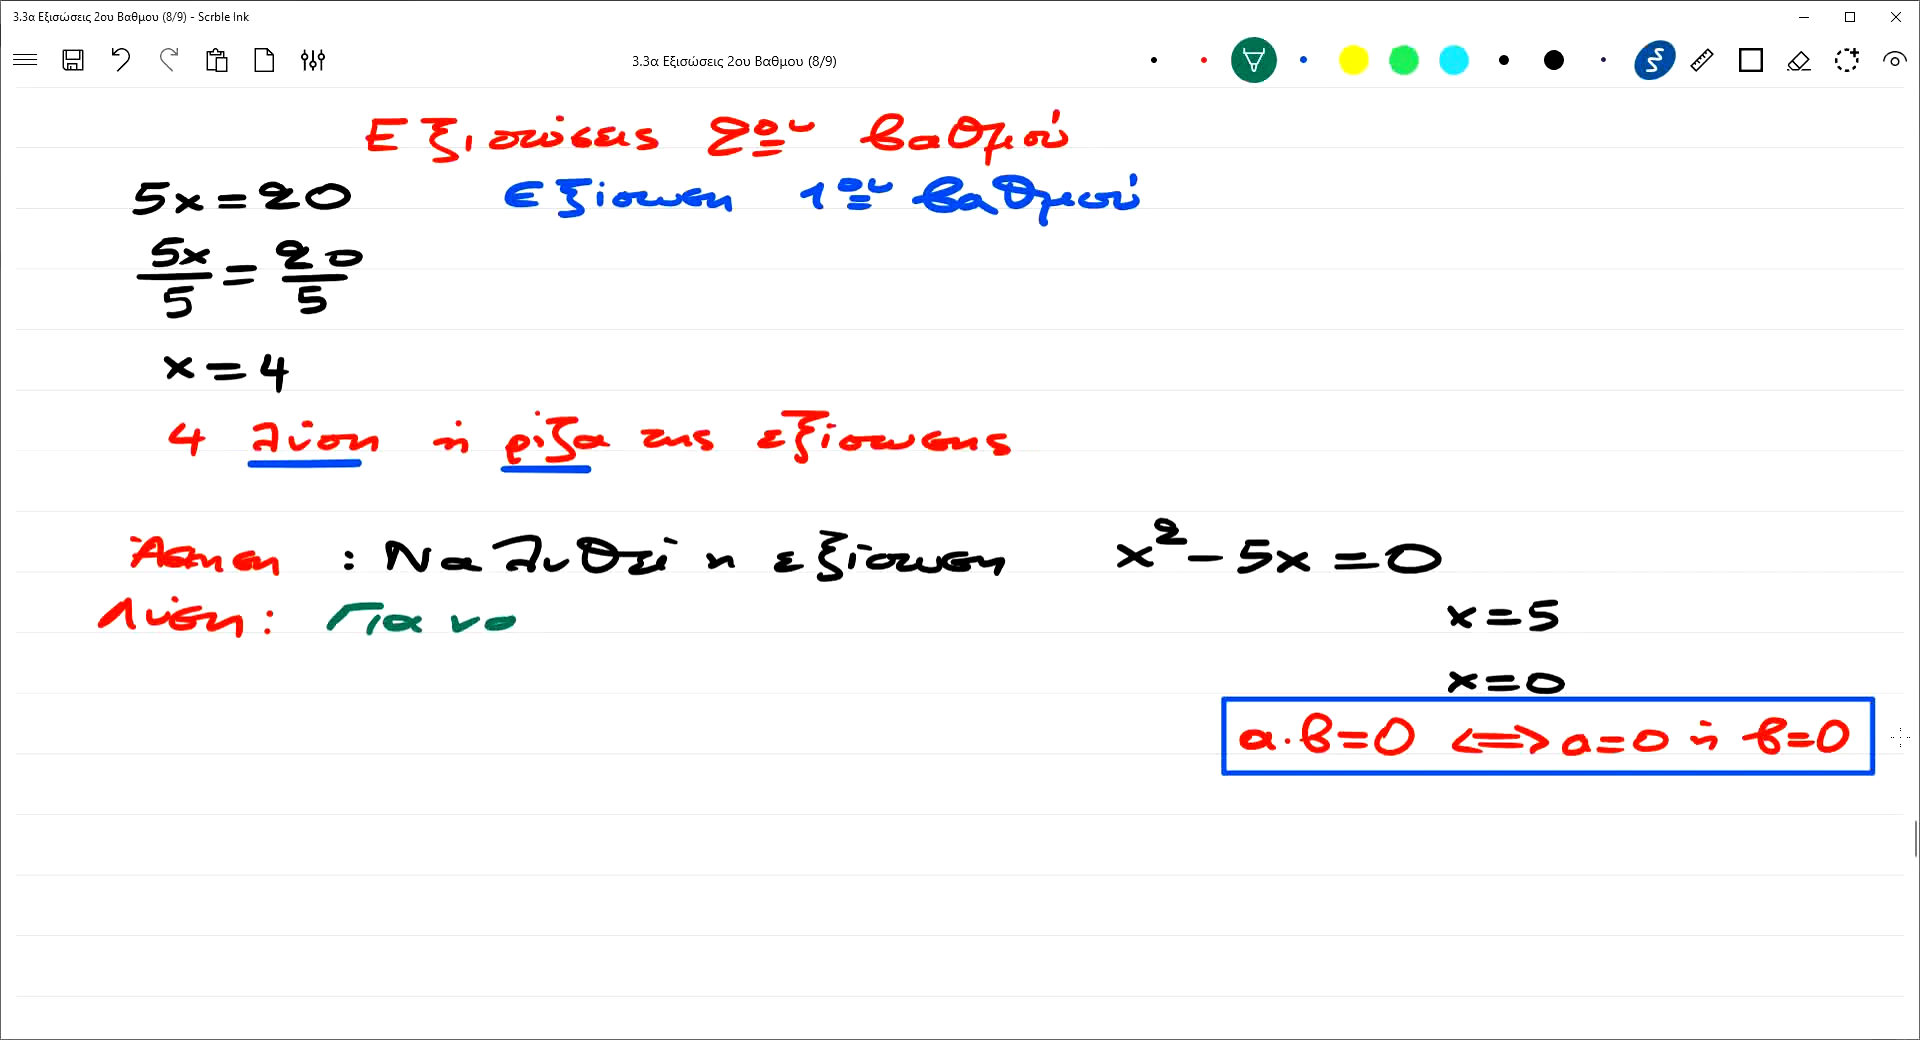 3.3α Εξισώσεις 2ου Βαθμου (8/9) - Scrble Ink
3.3α Εξισώσεις 2ου Βαθμου (8/9)
Εξισώσεις 2ου βαθμού
5x = 20
Εξίσωση 1ου βαθμού
5x/5 = 20/5
x = 4
4 λύση ή ρίζα της εξίσωσης
Άσκηση : Να λυθεί η εξίσωση x² - 5x = 0
Λύση: Για να
x = 5
x = 0
α · β = 0 ⟺ α = 0 ή β = 0